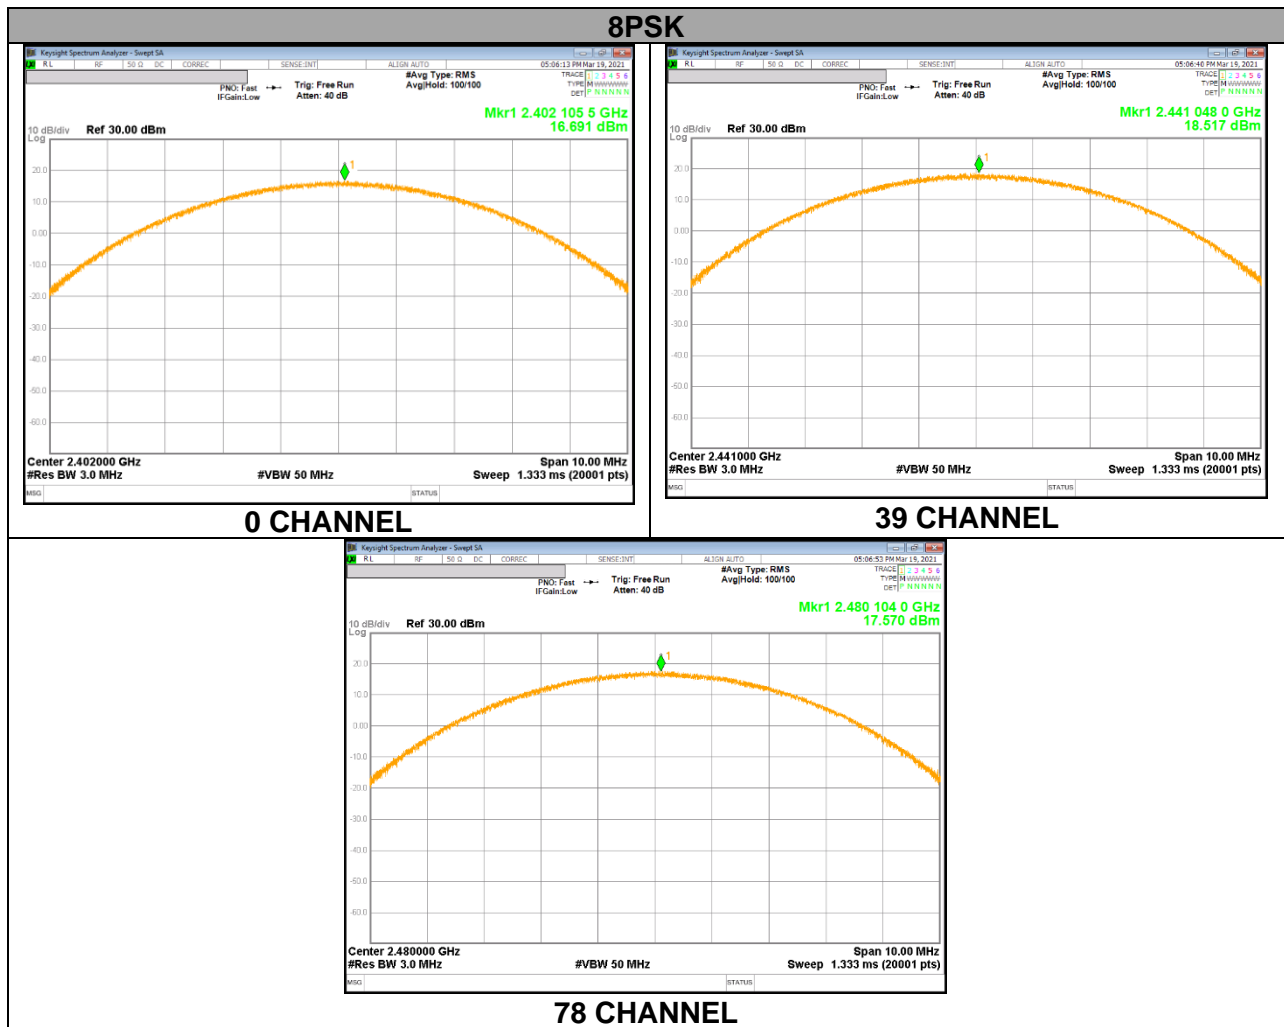 8PSK
Keysight Spectrum Analyzer - Swept SA
RL RF 50 Ω DC CORREC SENSE:INT ALIGN AUTO 05:06:13 PM Mar 19, 2021
PNO: Fast Trig: Free Run #Avg Type: RMS TRACE 1 2 3 4 5 6
IFGain:Low Atten: 40 dB Avg|Hold: 100/100 TYPE M WWWWW
DET P N N N N N
Mkr1 2.402 105 5 GHz
16.691 dBm
10 dB/div Ref 30.00 dBm
Log
1
20.0
10.0
0.00
-10.0
-20.0
-30.0
-40.0
-50.0
-60.0
Center 2.402000 GHz Span 10.00 MHz
#Res BW 3.0 MHz #VBW 50 MHz Sweep 1.333 ms (20001 pts)
MSG STATUS
0 CHANNEL
Keysight Spectrum Analyzer - Swept SA
RL RF 50 Ω DC CORREC SENSE:INT ALIGN AUTO 05:06:40 PM Mar 19, 2021
PNO: Fast Trig: Free Run #Avg Type: RMS TRACE 1 2 3 4 5 6
IFGain:Low Atten: 40 dB Avg|Hold: 100/100 TYPE M WWWWW
DET P N N N N N
Mkr1 2.441 048 0 GHz
18.517 dBm
10 dB/div Ref 30.00 dBm
Log
1
20.0
10.0
0.00
-10.0
-20.0
-30.0
-40.0
-50.0
-60.0
Center 2.441000 GHz Span 10.00 MHz
#Res BW 3.0 MHz #VBW 50 MHz Sweep 1.333 ms (20001 pts)
MSG STATUS
39 CHANNEL
Keysight Spectrum Analyzer - Swept SA
RL RF 50 Ω DC CORREC SENSE:INT ALIGN AUTO 05:06:53 PM Mar 19, 2021
PNO: Fast Trig: Free Run #Avg Type: RMS TRACE 1 2 3 4 5 6
IFGain:Low Atten: 40 dB Avg|Hold: 100/100 TYPE M WWWWW
DET P N N N N N
Mkr1 2.480 104 0 GHz
17.570 dBm
10 dB/div Ref 30.00 dBm
Log
1
20.0
10.0
0.00
-10.0
-20.0
-30.0
-40.0
-50.0
-60.0
Center 2.480000 GHz Span 10.00 MHz
#Res BW 3.0 MHz #VBW 50 MHz Sweep 1.333 ms (20001 pts)
MSG STATUS
78 CHANNEL